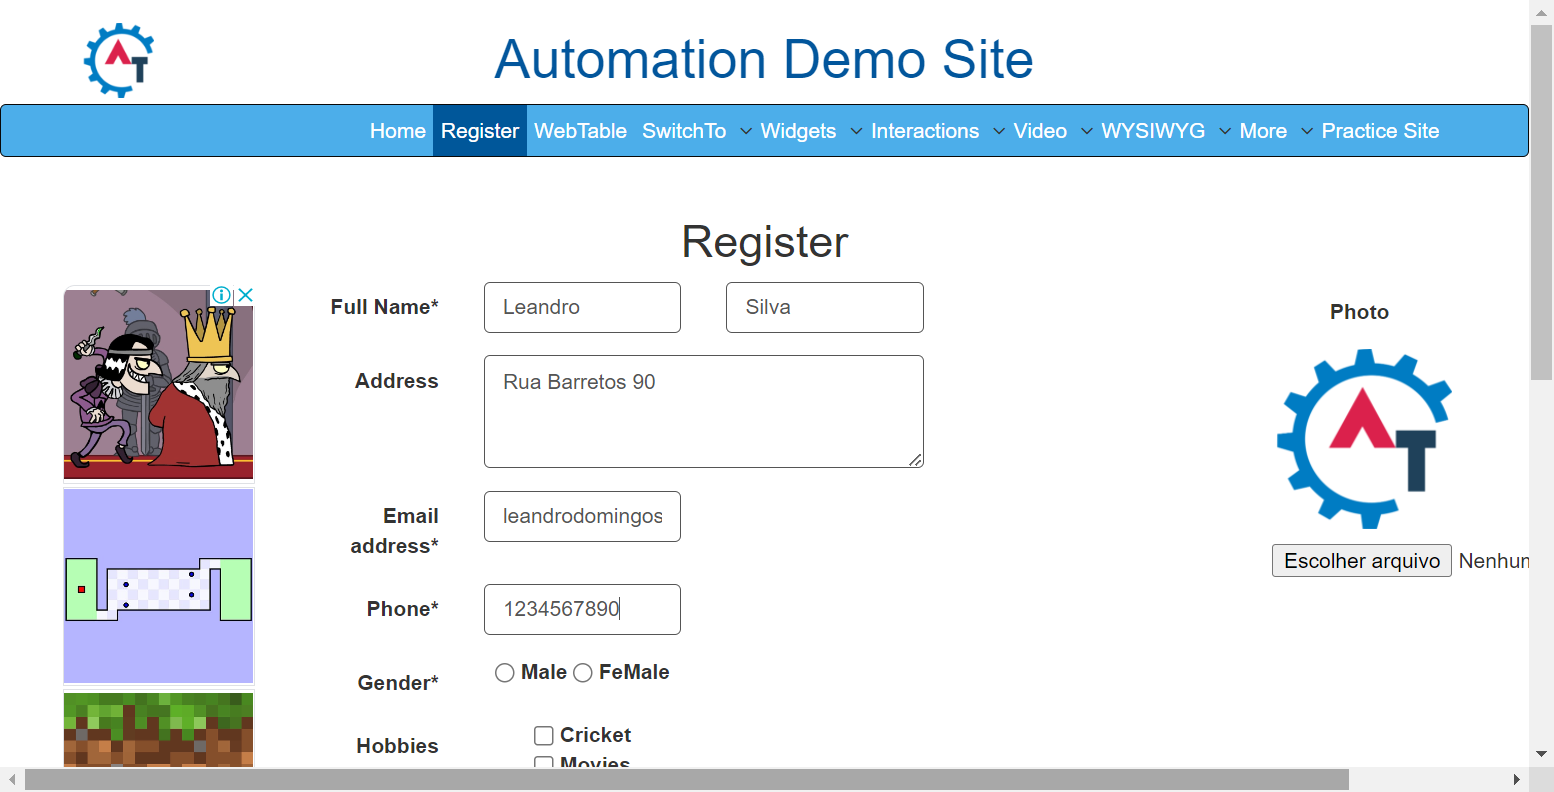 Automation Demo Site
Home Register WebTable SwitchTo Widgets Interactions Video WYSIWYG More Practice Site
Register
Full Name* Leandro Silva
Photo
Address Rua Barretos 90
Email address* leandrodomingos
Escolher arquivo Nenhum
Phone* 1234567890
Gender* Male FeMale
Hobbies Cricket
Movies